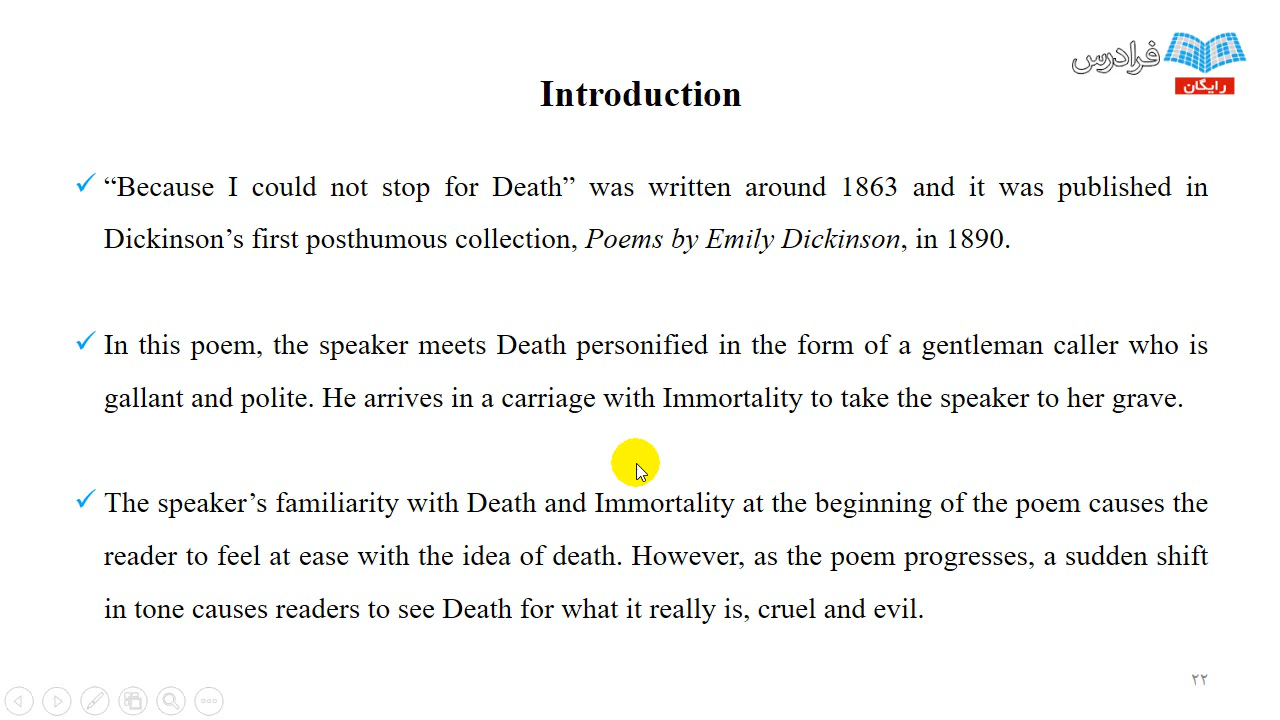 فرادرس
رایگان
Introduction
“Because I could not stop for Death” was written around 1863 and it was published in
Dickinson’s first posthumous collection, Poems by Emily Dickinson, in 1890.
In this poem, the speaker meets Death personified in the form of a gentleman caller who is
gallant and polite. He arrives in a carriage with Immortality to take the speaker to her grave.
The speaker’s familiarity with Death and Immortality at the beginning of the poem causes the
reader to feel at ease with the idea of death. However, as the poem progresses, a sudden shift
in tone causes readers to see Death for what it really is, cruel and evil.
۲۲